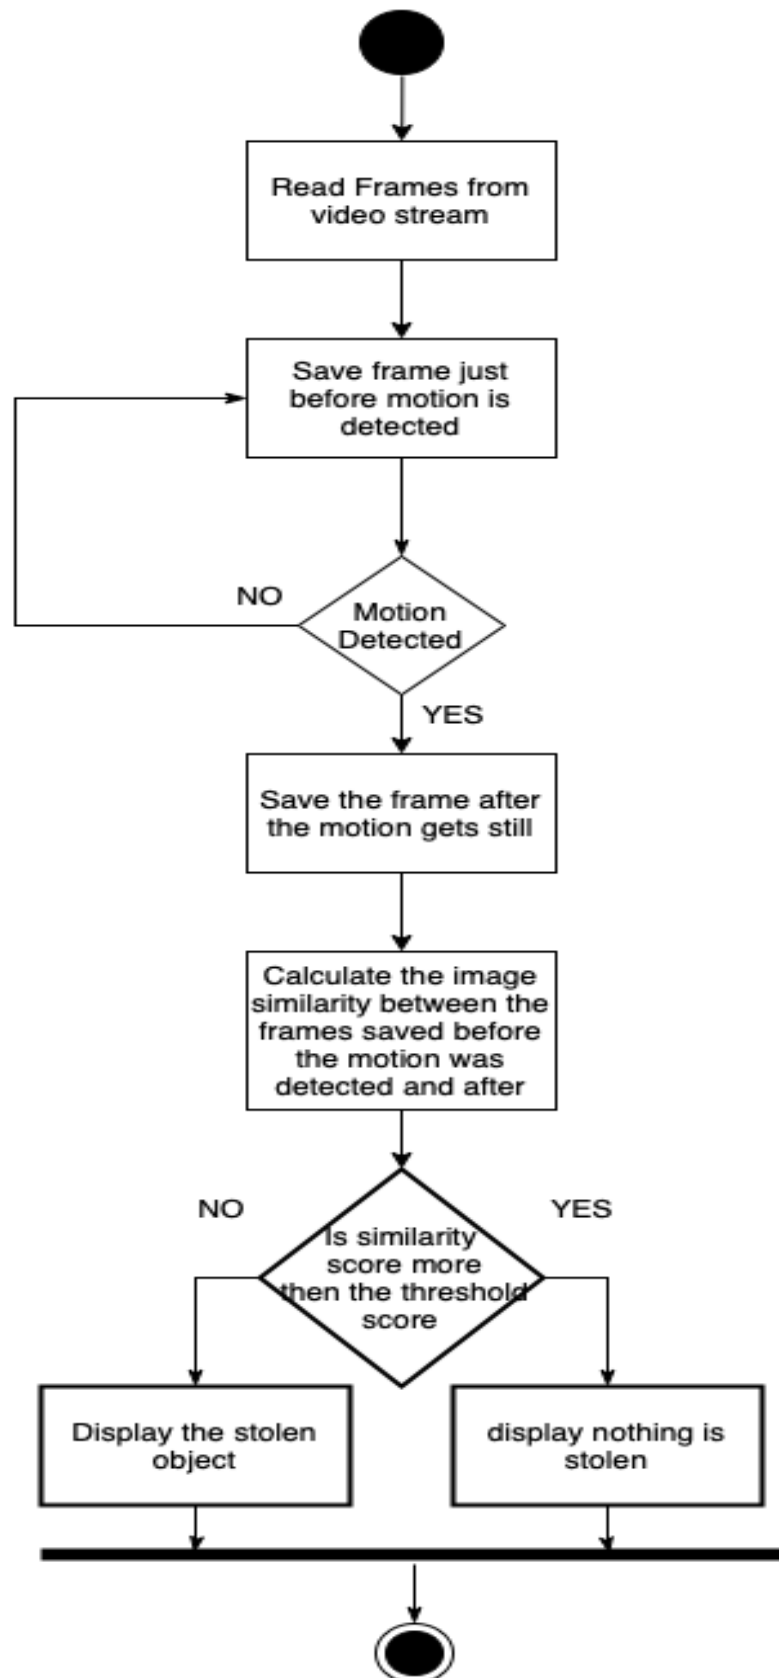 Read Frames from
video stream
Save frame just
before motion is
detected
NO
Motion
Detected
YES
Save the frame after
the motion gets still
Calculate the image
similarity between the
frames saved before
the motion was
detected and after
NO
YES
Is similarity
score more
then the threshold
score
Display the stolen
object
display nothing is
stolen